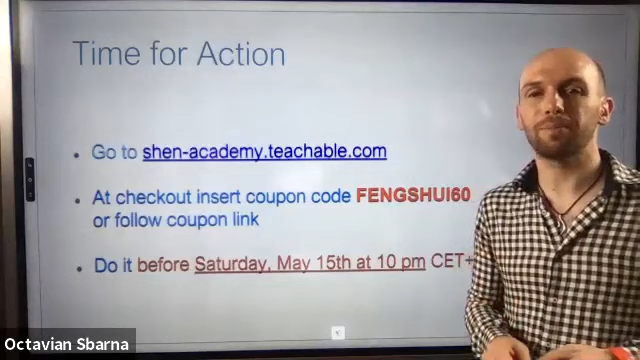 Time for Action
• Go to shen-academy.teachable.com
• At checkout insert coupon code FENGSHUI60
or follow coupon link
• Do it before Saturday, May 15th at 10 pm CET+
Octavian Sbarna